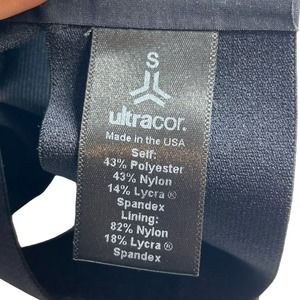 S
ultracor.
Made in the USA
Self:
43% Polyester
43% Nylon
14% Lycra ®
Spandex
Lining:
82% Nylon
18% Lycra ®
Spandex